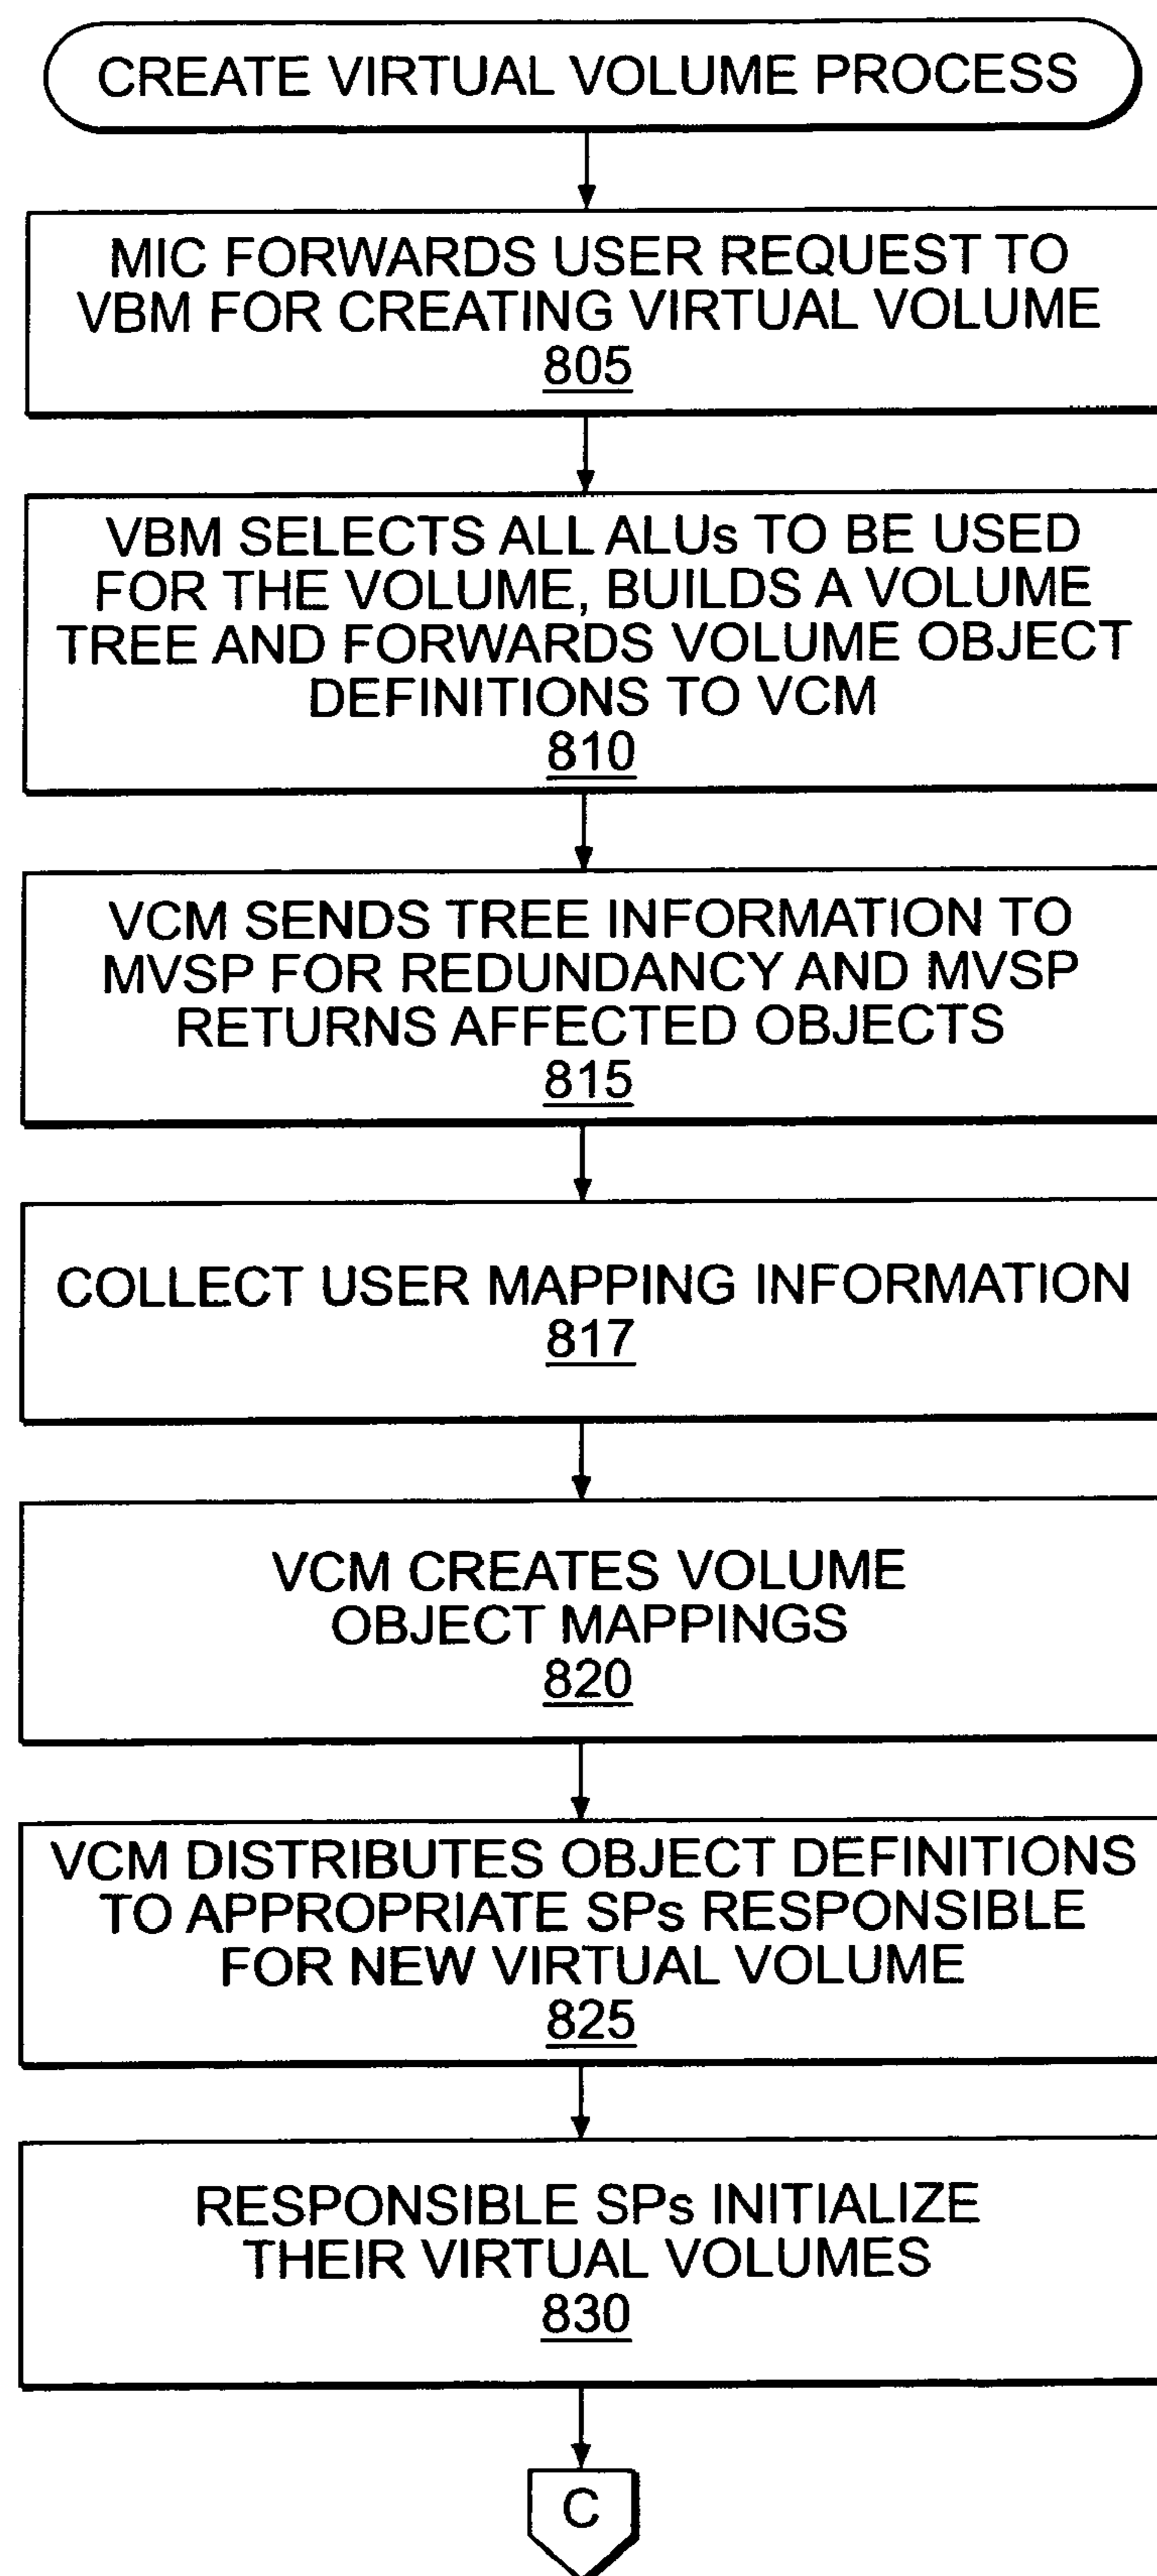 CREATE VIRTUAL VOLUME PROCESS
MIC FORWARDS USER REQUEST TO
VBM FOR CREATING VIRTUAL VOLUME
805
VBM SELECTS ALL ALUs TO BE USED
FOR THE VOLUME, BUILDS A VOLUME
TREE AND FORWARDS VOLUME OBJECT
DEFINITIONS TO VCM
810
VCM SENDS TREE INFORMATION TO
MVSP FOR REDUNDANCY AND MVSP
RETURNS AFFECTED OBJECTS
815
COLLECT USER MAPPING INFORMATION
817
VCM CREATES VOLUME
OBJECT MAPPINGS
820
VCM DISTRIBUTES OBJECT DEFINITIONS
TO APPROPRIATE SPs RESPONSIBLE
FOR NEW VIRTUAL VOLUME
825
RESPONSIBLE SPs INITIALIZE
THEIR VIRTUAL VOLUMES
830
C